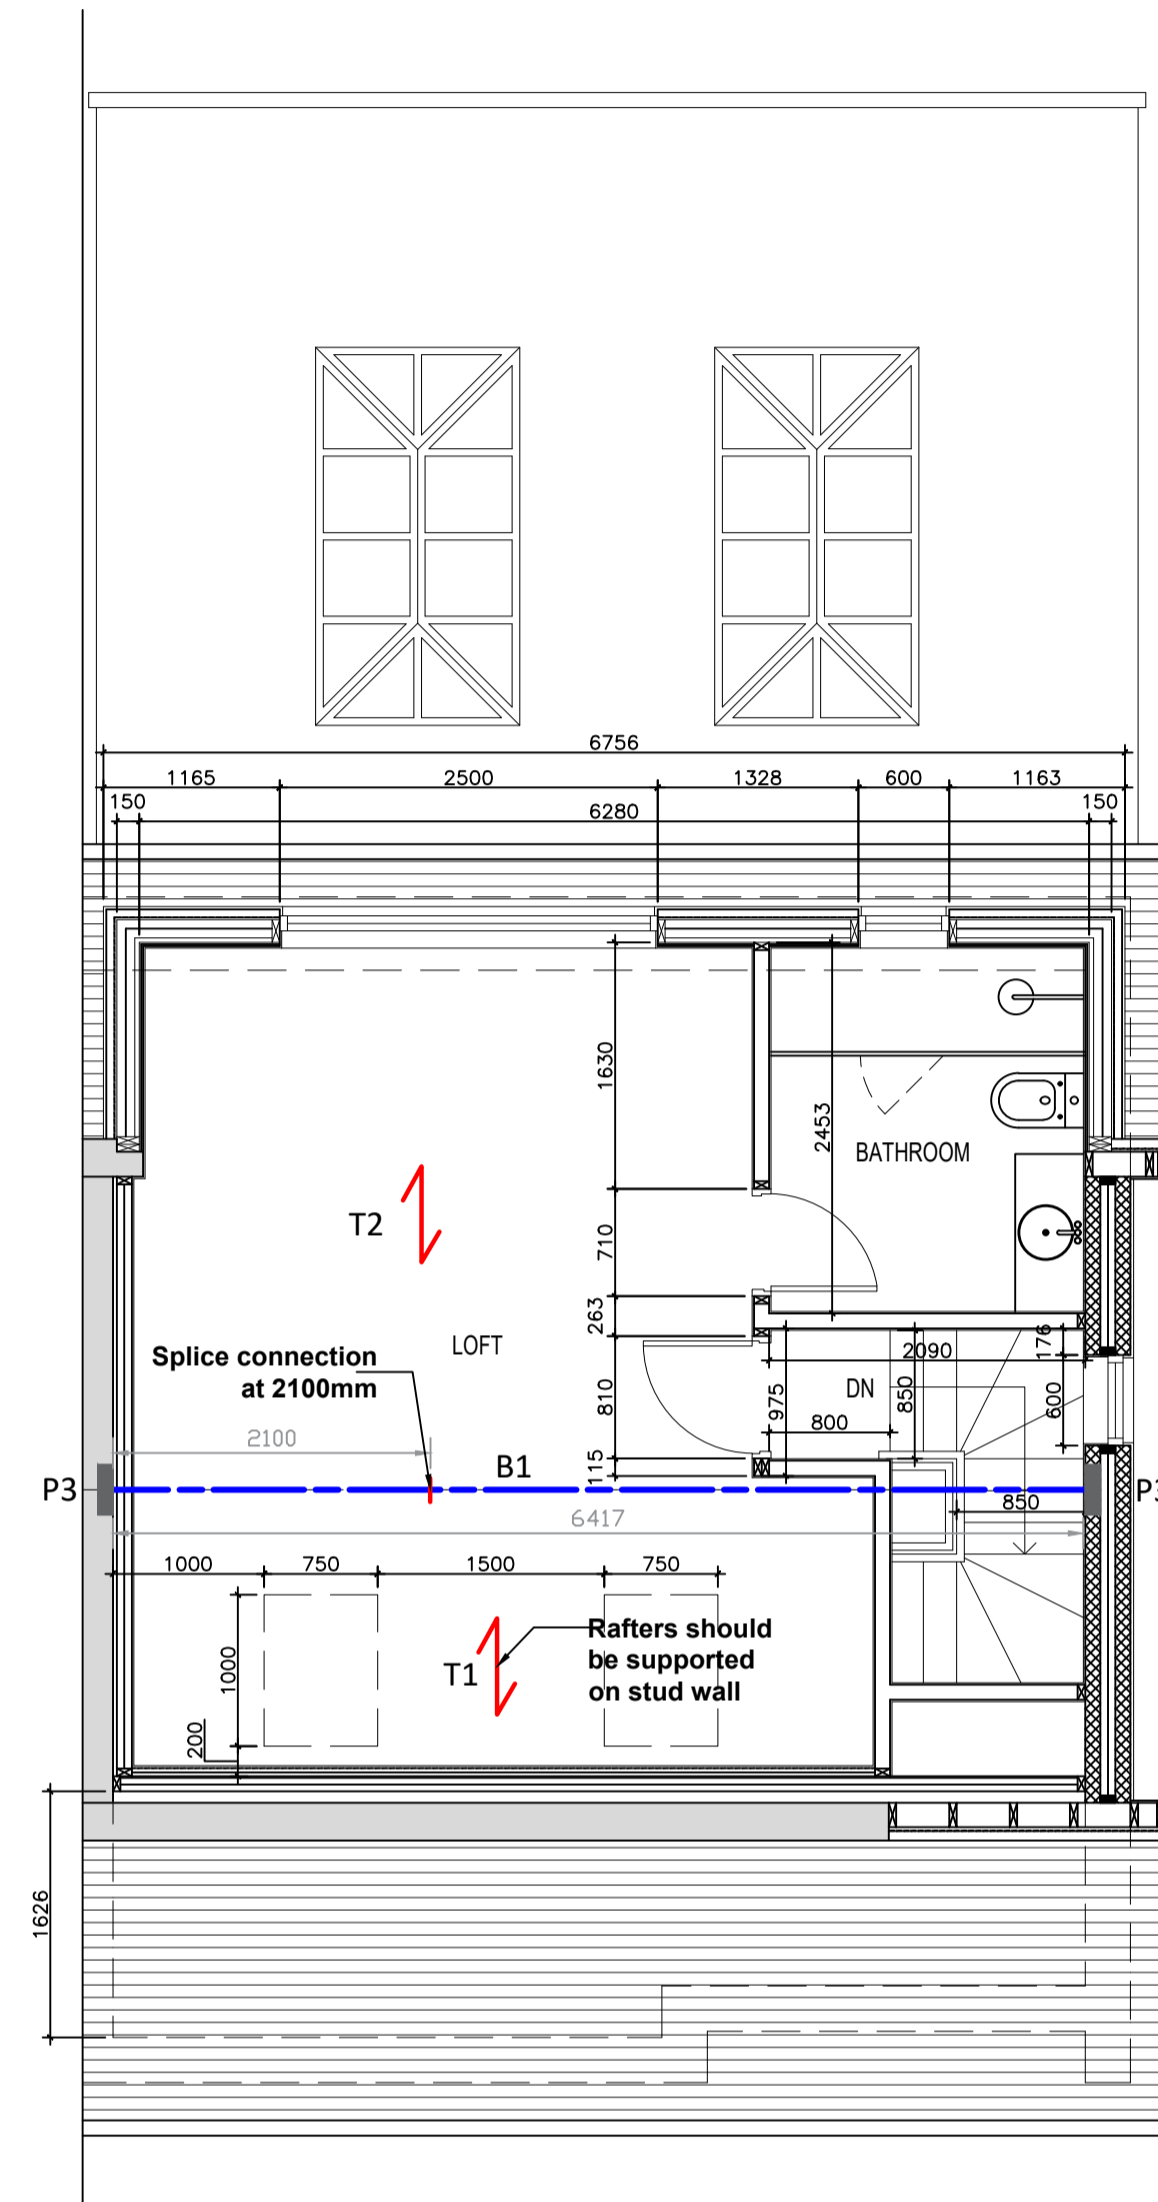 6756
1165 2500 1328 600 1163
150 6280 150
1630
2453
BATHROOM
T2
710
263
LOFT
Splice connection
at 2100mm
2090
176
DN
850
975
810
800
600
2100
115
B1
P3
850
P3
6417
1000 750 1500 750
Rafters should
be supported
on stud wall
T1
1000
200
1626